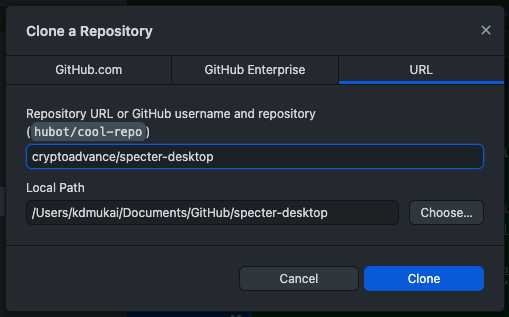 Clone a Repository
GitHub.com
GitHub Enterprise
URL
Repository URL or GitHub username and repository
(hubot/cool-repo)
cryptoadvance/specter-desktop
Local Path
/Users/kdmukai/Documents/GitHub/specter-desktop
Choose...
Cancel
Clone